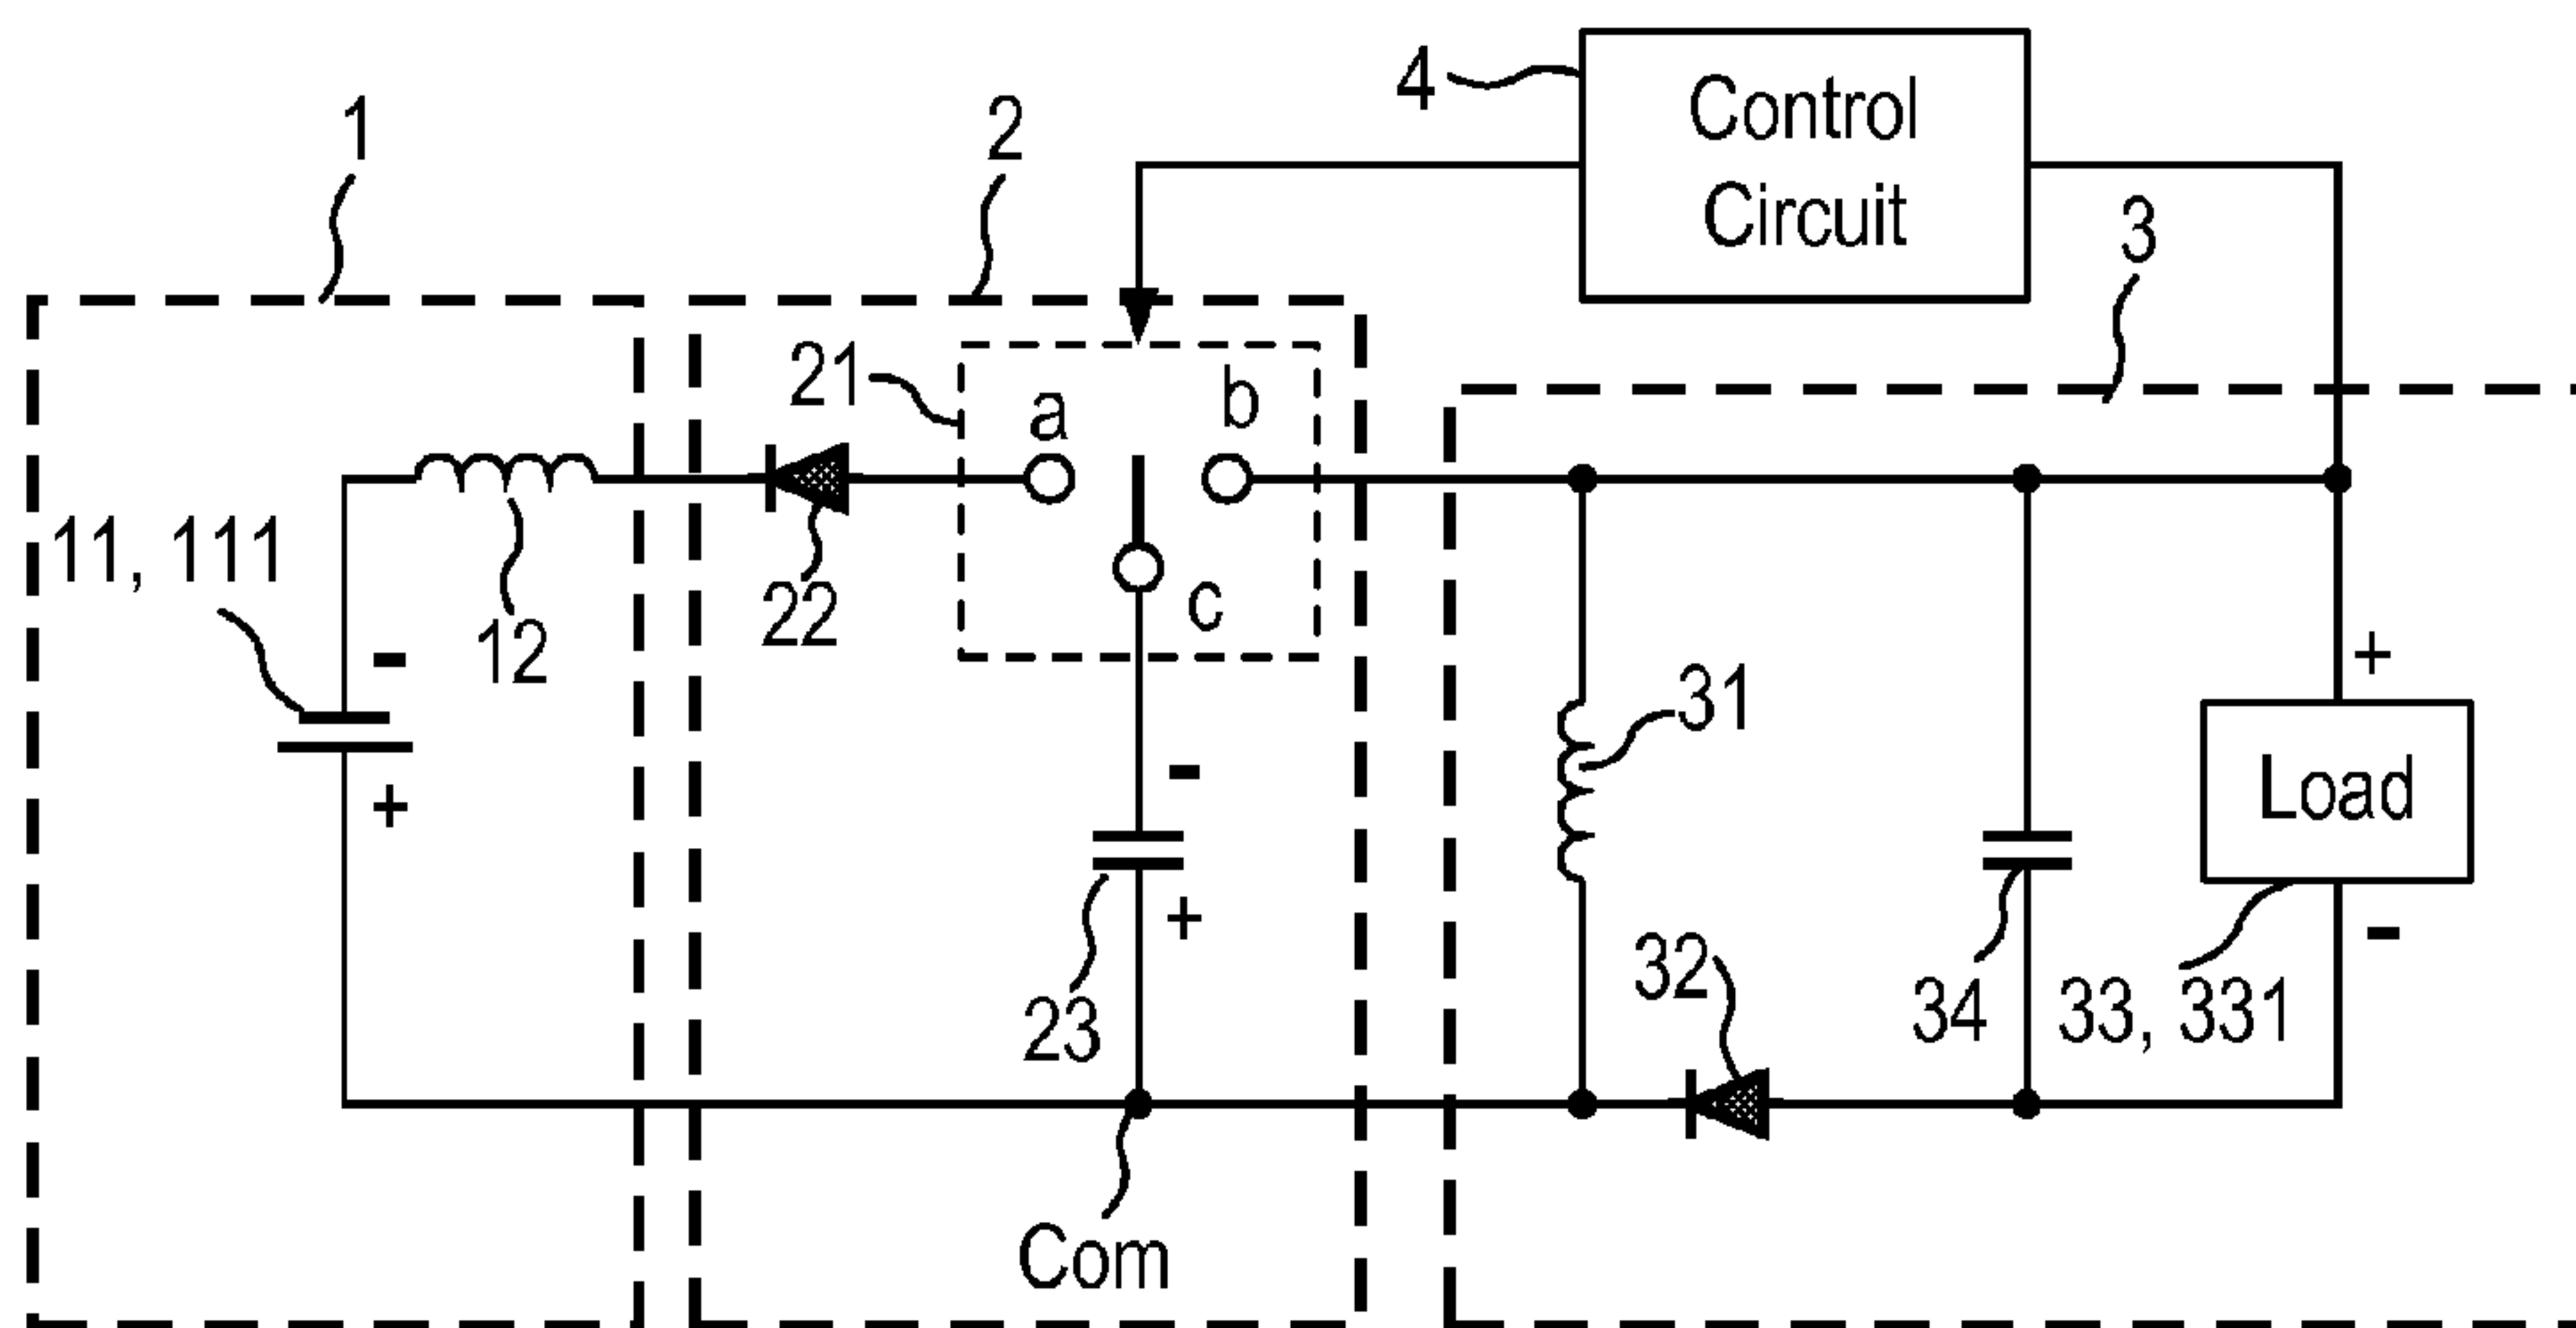 4
Control
Circuit
1
2
3
21
a
b
11, 111
12
22
c
-
+
-
+
31
+
Load
-
23
32
34
33, 331
Com